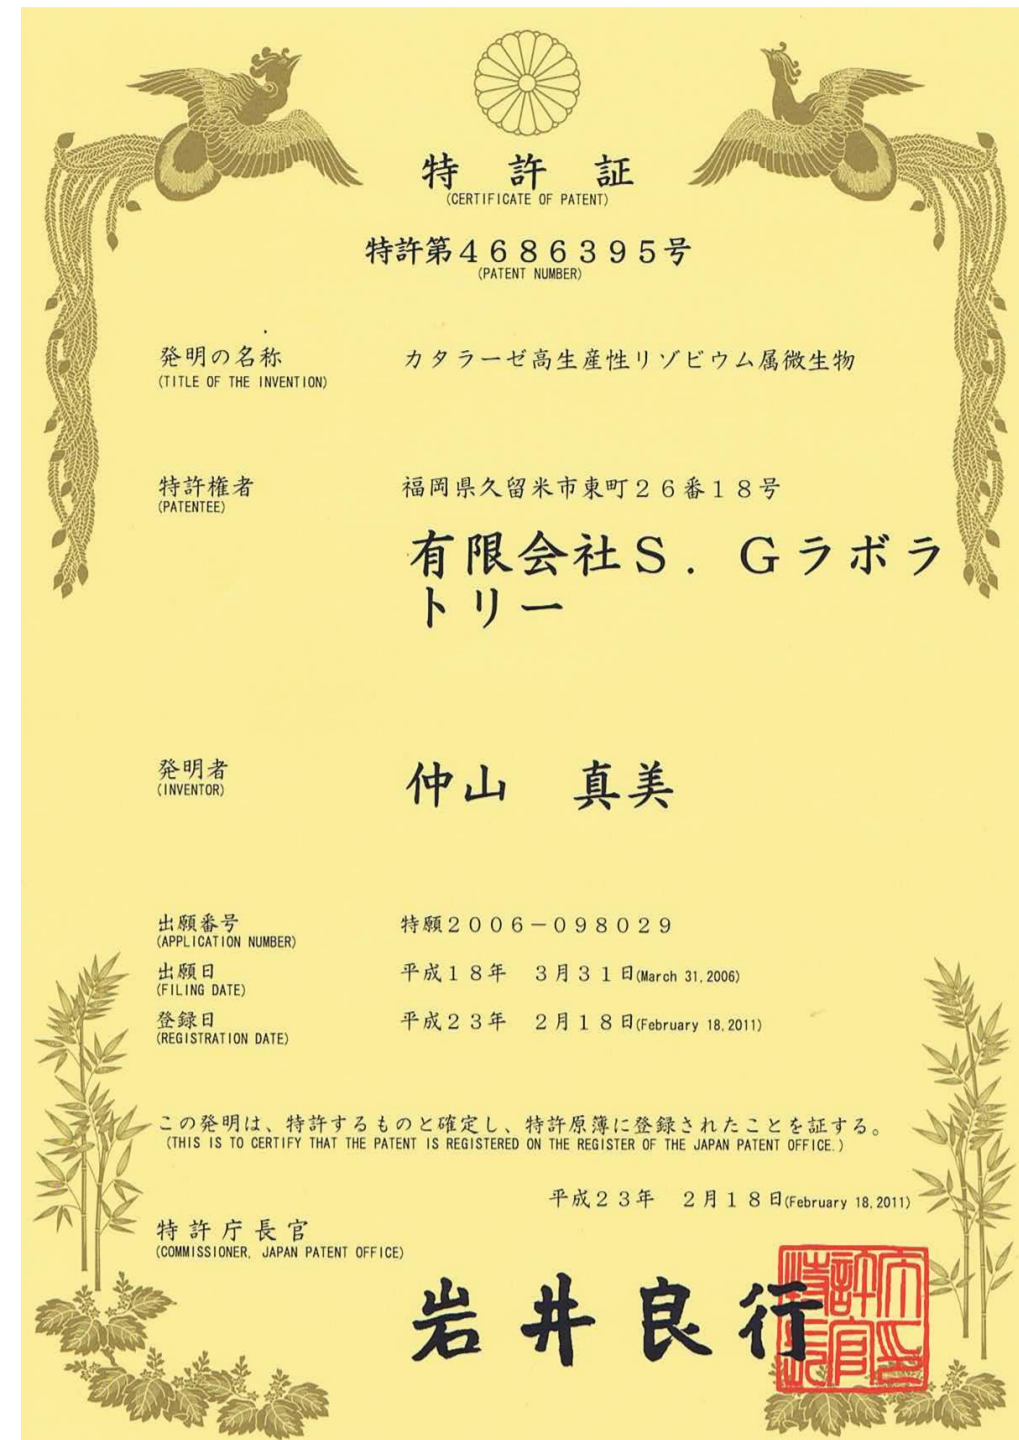 特許証
(CERTIFICATE OF PATENT)
特許第4686395号
(PATENT NUMBER)
発明の名称 カタラーゼ高生産性リゾビウム属微生物
(TITLE OF THE INVENTION)
特許権者 福岡県久留米市東町26番18号
(PATENTEE)
有限会社S.Gラボラ
トリー
発明者 仲山 真美
(INVENTOR)
出願番号 特願2006-098029
(APPLICATION NUMBER)
出願日 平成18年 3月31日(March 31,2006)
(FILING DATE)
登録日 平成23年 2月18日(February 18,2011)
(REGISTRATION DATE)
この発明は、特許するものと確定し、特許原簿に登録されたことを証する。
(THIS IS TO CERTIFY THAT THE PATENT IS REGISTERED ON THE REGISTER OF THE JAPAN PATENT OFFICE.)
平成23年 2月18日(February 18,2011)
特許庁長官
(COMMISSIONER, JAPAN PATENT OFFICE)
岩井良行